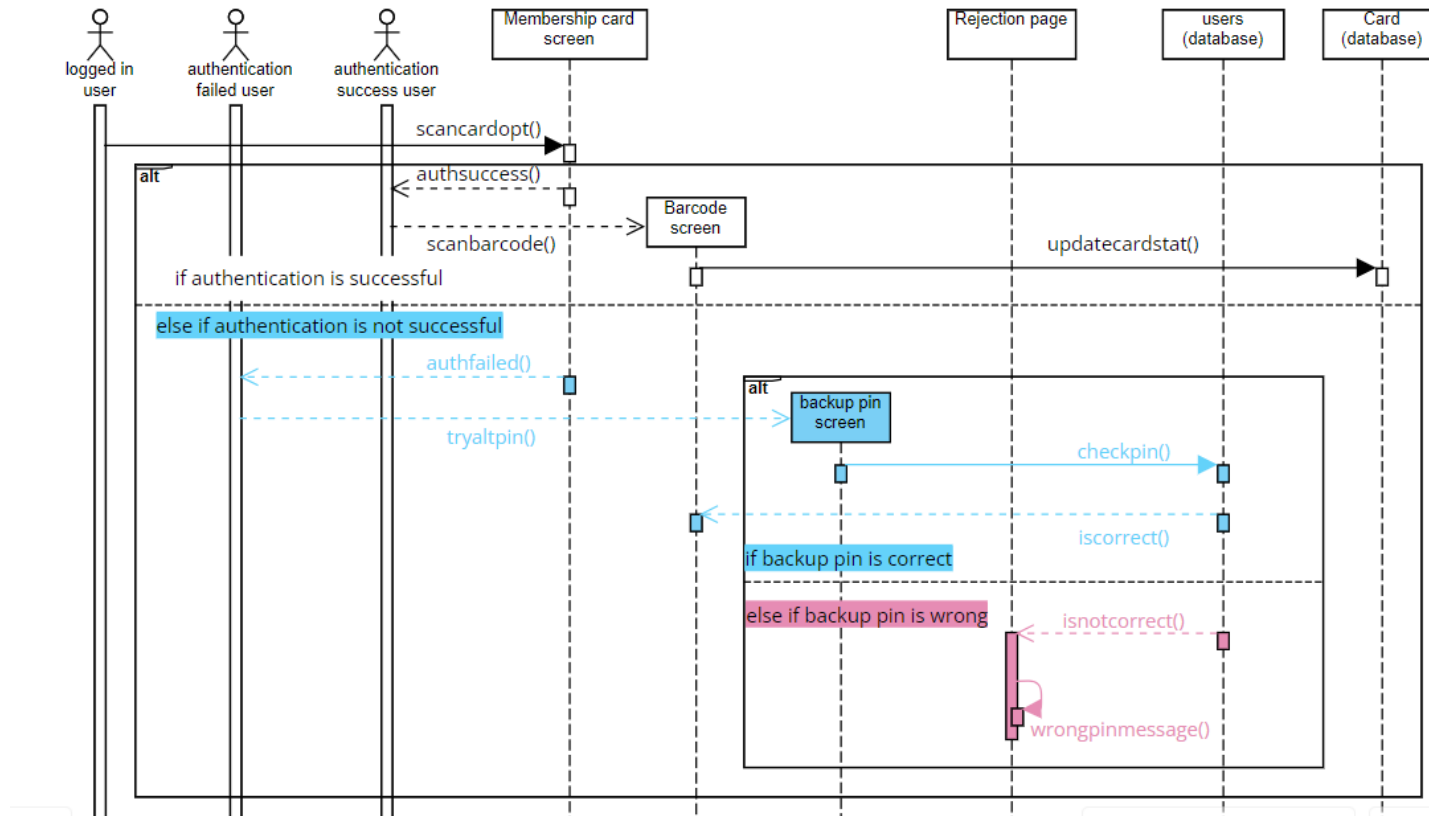 logged in
user
authentication
failed user
authentication
success user
Membership card
screen
Rejection page
users
(database)
Card
(database)
scancardopt()
alt
authsuccess()
Barcode
screen
scanbarcode()
updatecardstat()
if authentication is successful
else if authentication is not successful
authfailed()
alt
backup pin
screen
tryaltpin()
checkpin()
iscorrect()
if backup pin is correct
else if backup pin is wrong
isnotcorrect()
wrongpinmessage()